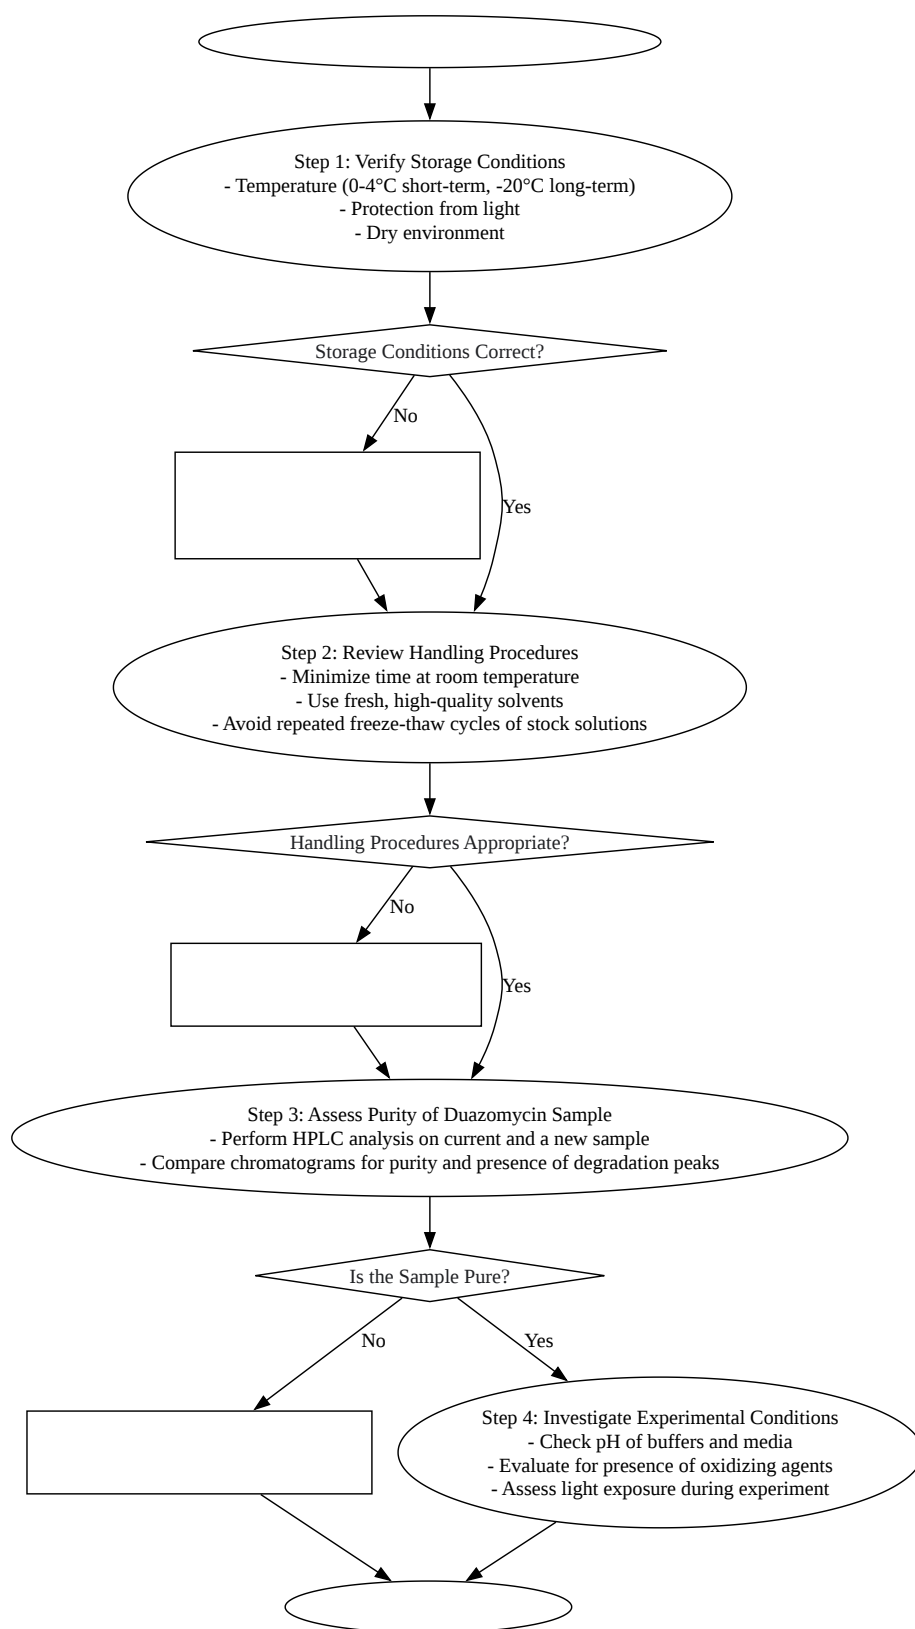 Step 1: Verify Storage Conditions
- Temperature (0-4°C short-term, -20°C long-term)
- Protection from light
- Dry environment
Storage Conditions Correct?
No
Yes
Step 2: Review Handling Procedures
- Minimize time at room temperature
- Use fresh, high-quality solvents
- Avoid repeated freeze-thaw cycles of stock solutions
Handling Procedures Appropriate?
No
Yes
Step 3: Assess Purity of Duazomycin Sample
- Perform HPLC analysis on current and a new sample
- Compare chromatograms for purity and presence of degradation peaks
Is the Sample Pure?
No
Yes
Step 4: Investigate Experimental Conditions
- Check pH of buffers and media
- Evaluate for presence of oxidizing agents
- Assess light exposure during experiment